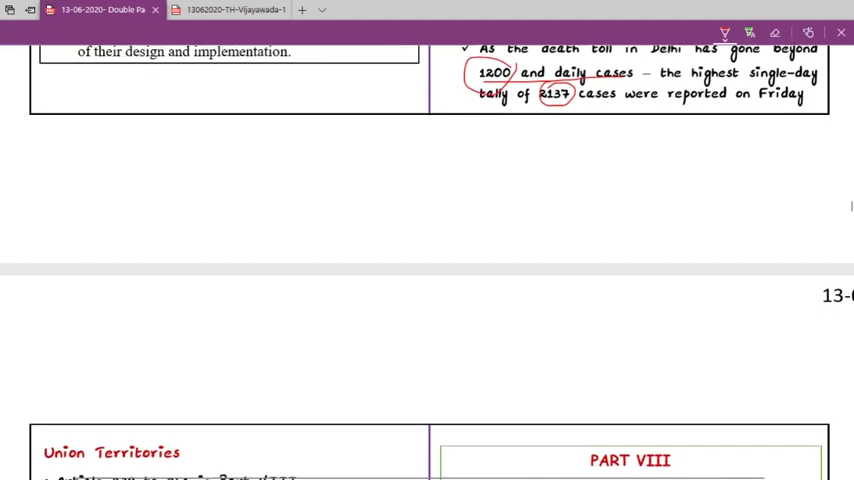 13-06-2020- Double Pa
13062020-TH-Vijayawada-1
of their design and implementation.
✓ As the death toll in Delhi has gone beyond
1200 and daily cases – the highest single-day
tally of 2137 cases were reported on Friday
13-0
Union Territories
PART VIII